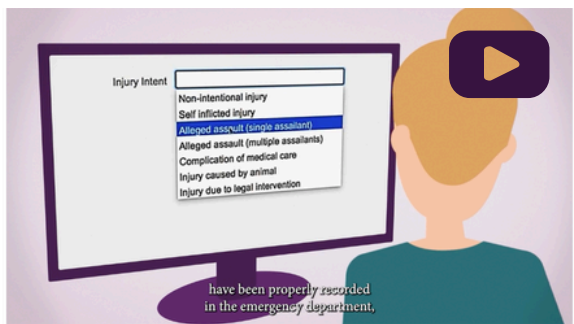 Injury Intent
Non-intentional injury
Self inflicted injury
Alleged assault (single assailant)
Alleged assault (multiple assailants)
Complication of medical care
Injury caused by animal
Injury due to legal intervention
have been properly recorded
in the emergency department,